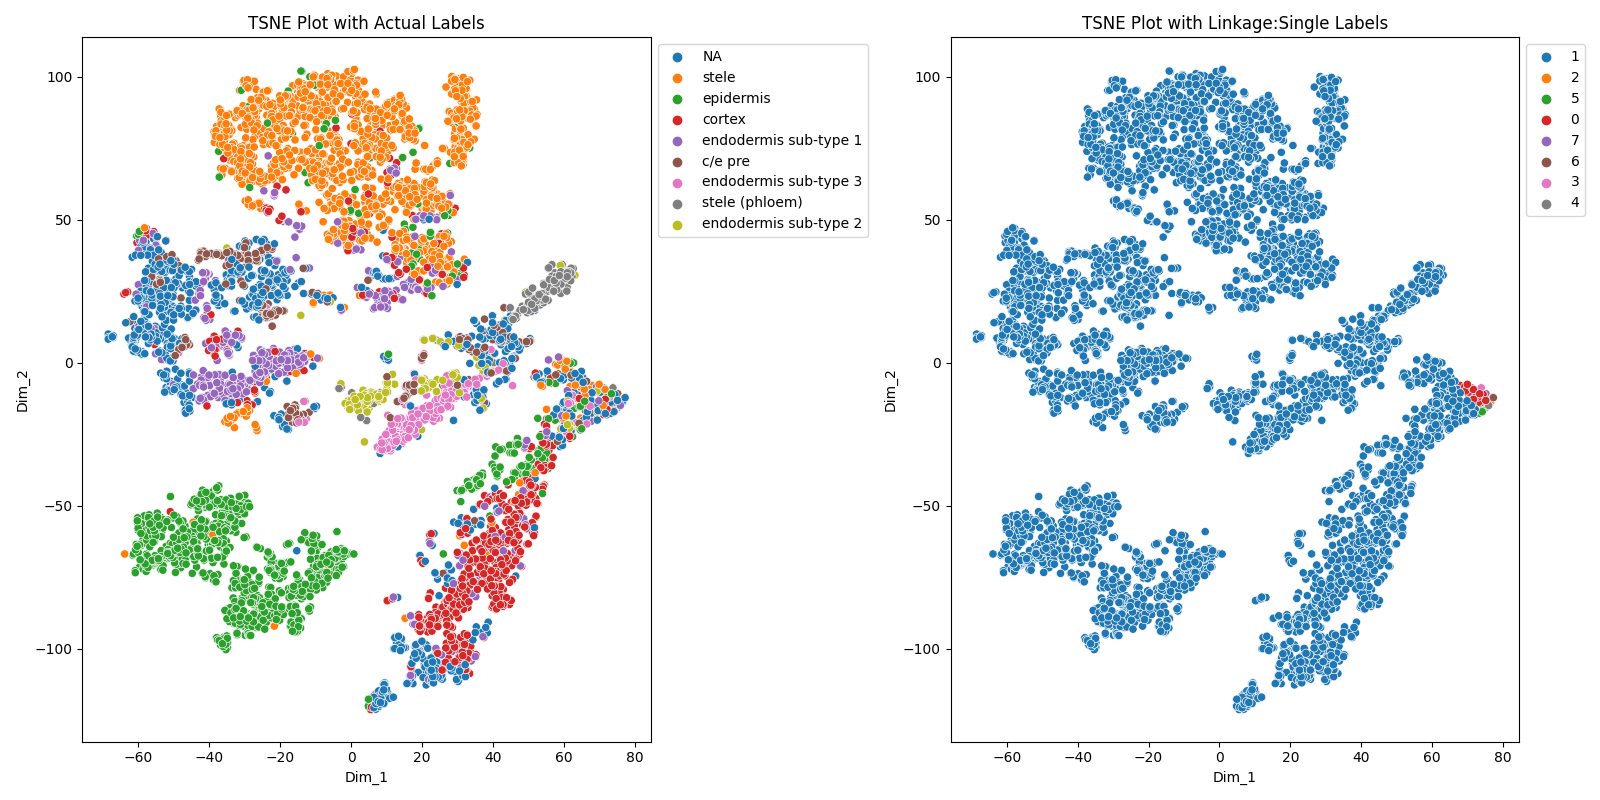 TSNE Plot with Actual Labels
100
50
0
−50
−100
−60
−40
−20
0
20
40
60
80
Dim_1
Dim_2
NA
stele
epidermis
cortex
endodermis sub-type 1
c/e pre
endodermis sub-type 3
stele (phloem)
endodermis sub-type 2
TSNE Plot with Linkage:Single Labels
100
50
0
−50
−100
−60
−40
−20
0
20
40
60
80
Dim_1
Dim_2
1
2
5
0
7
6
3
4